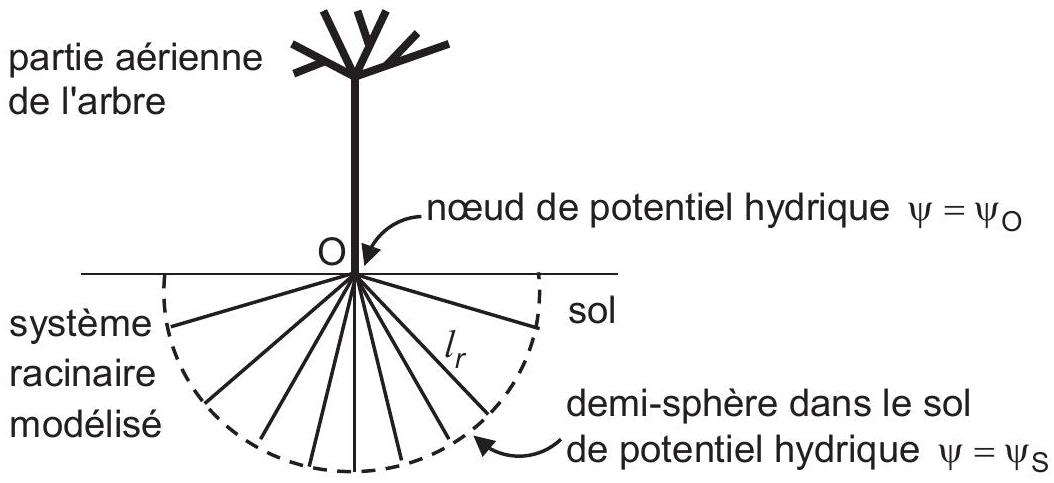 partie aérienne
de l'arbre
nœud de potentiel hydrique ψ = ψO
O
sol
système
racinaire
modélisé
lr
demi-sphère dans le sol
de potentiel hydrique ψ = ψS